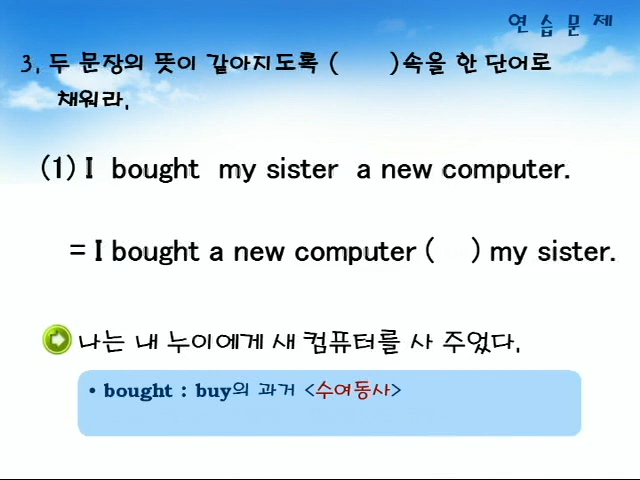 연 습 문 제
3. 두 문장의 뜻이 같아지도록 (      )속을 한 단어로
채워라.
(1) I bought my sister a new computer.
= I bought a new computer (    ) my sister.
나는 내 누이에게 새 컴퓨터를 사 주었다.
• bought : buy의 과거 <수여동사>